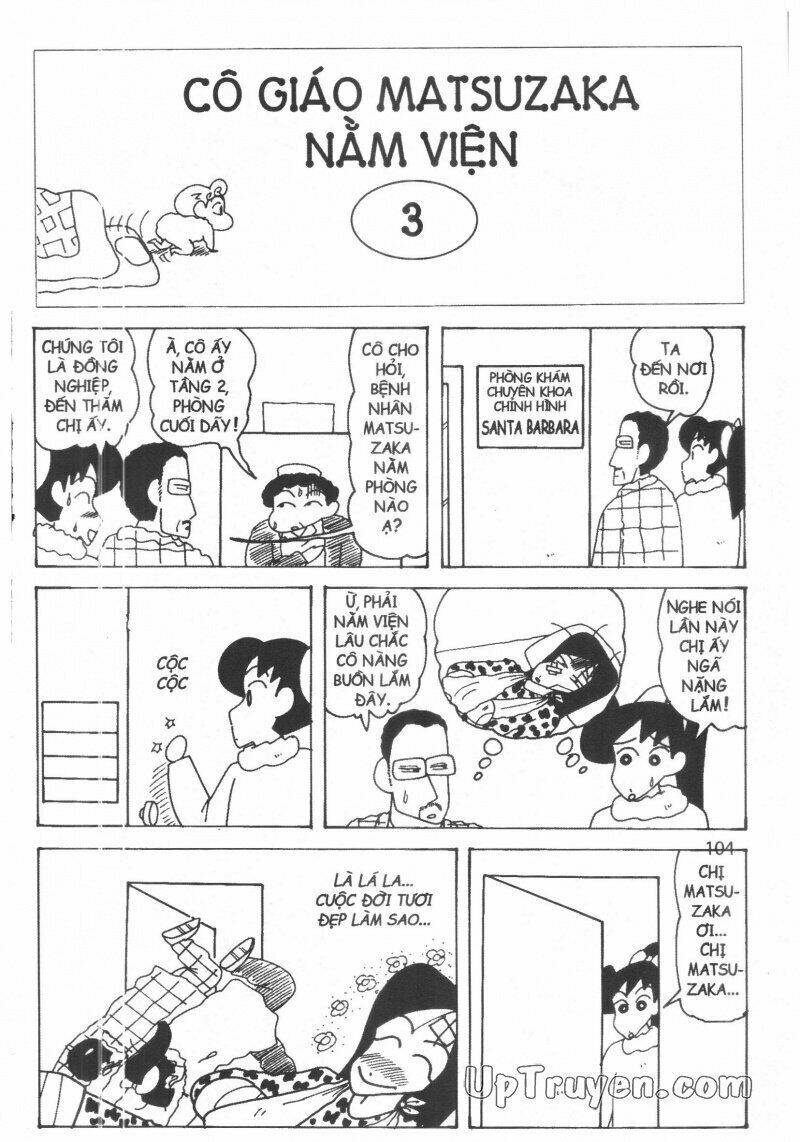 CÔ GIÁO MATSUZAKA
NẰM VIỆN
3
TA
ĐẾN NƠI
RỒI.
PHÒNG KHÁM
CHUYÊN KHOA
CHỈNH HÌNH
SANTA BARBARA
CÔ CHO
HỎI,
BỆNH
NHÂN
MATSU-
ZAKA
NẰM
PHÒNG
NÀO
Ạ?
À, CÔ ẤY
NẰM Ở
TẦNG 2,
PHÒNG
CUỐI DÃY!
CHÚNG TÔI
LÀ ĐỒNG
NGHIỆP,
ĐẾN THĂM
CHỊ ẤY.
NGHE NÓI
LẦN NÀY
CHỊ ẤY
NGÃ
NẶNG
LẮM!
Ừ, PHẢI
NẰM VIỆN
LÂU CHẮC
CÔ NÀNG
BUỒN LẮM
ĐÂY.
CỘC
CỘC
104
CHỊ
MATSU-
ZAKA
ƠI...
CHỊ
MATSU-
ZAKA...
LÀ LÁ LA...
CUỘC ĐỜI TƯƠI
ĐẸP LÀM SAO...
UpTruyen.com